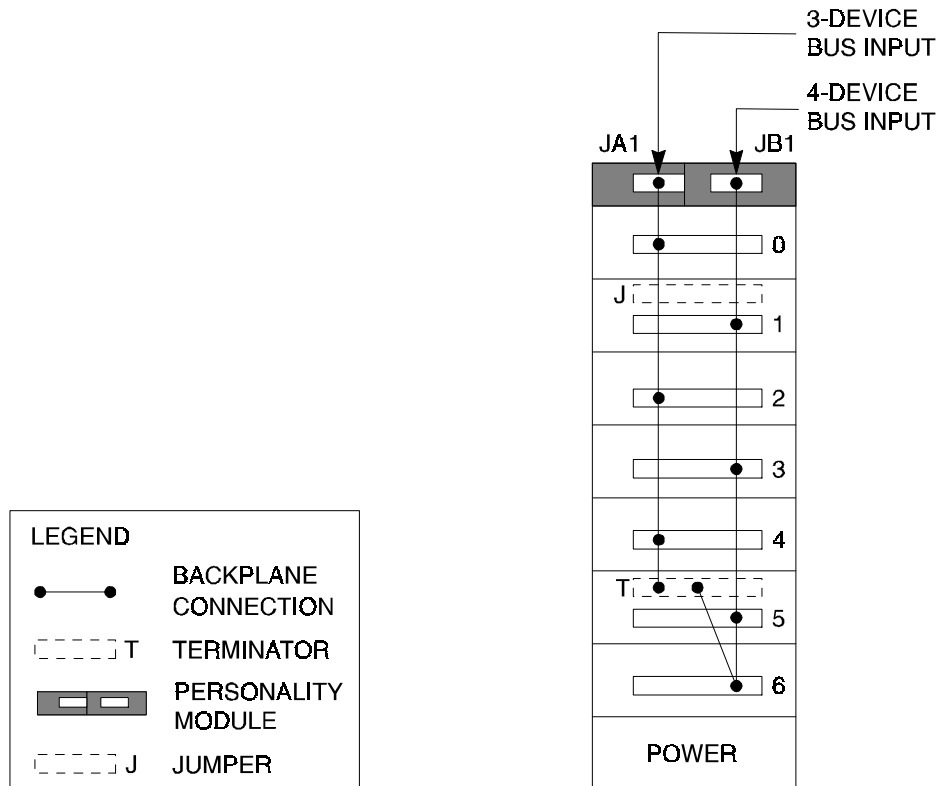 3-DEVICE
BUS INPUT
4-DEVICE
BUS INPUT
JA1
JB1
0
J
1
2
3
4
T
5
6
POWER
LEGEND
BACKPLANE
CONNECTION
T TERMINATOR
PERSONALITY
MODULE
J JUMPER